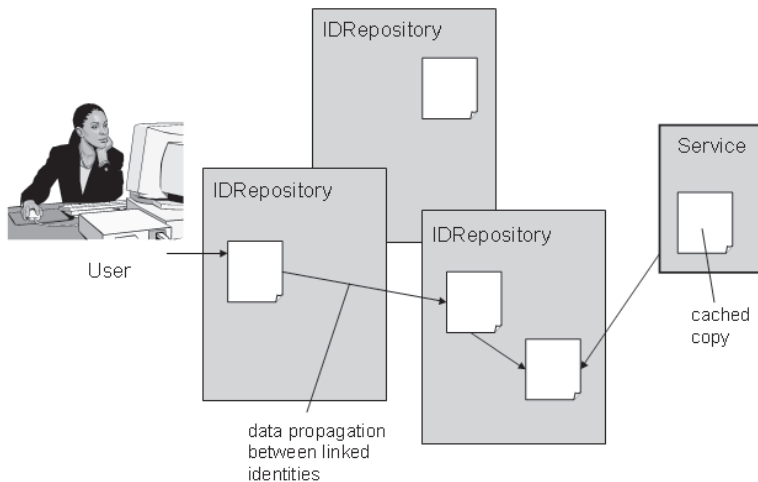 IDRepository
Service
IDRepository
IDRepository
User
cached
copy
data propagation
between linked
identities